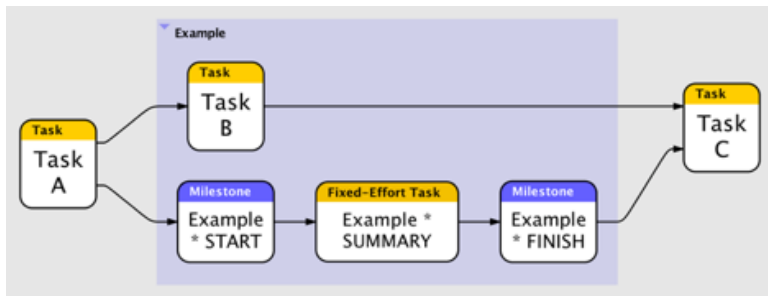 Example
Task
Task
B
Task
Task
C
Task
Task
A
Milestone
Example
* START
Fixed-Effort Task
Example *
SUMMARY
Milestone
Example
* FINISH